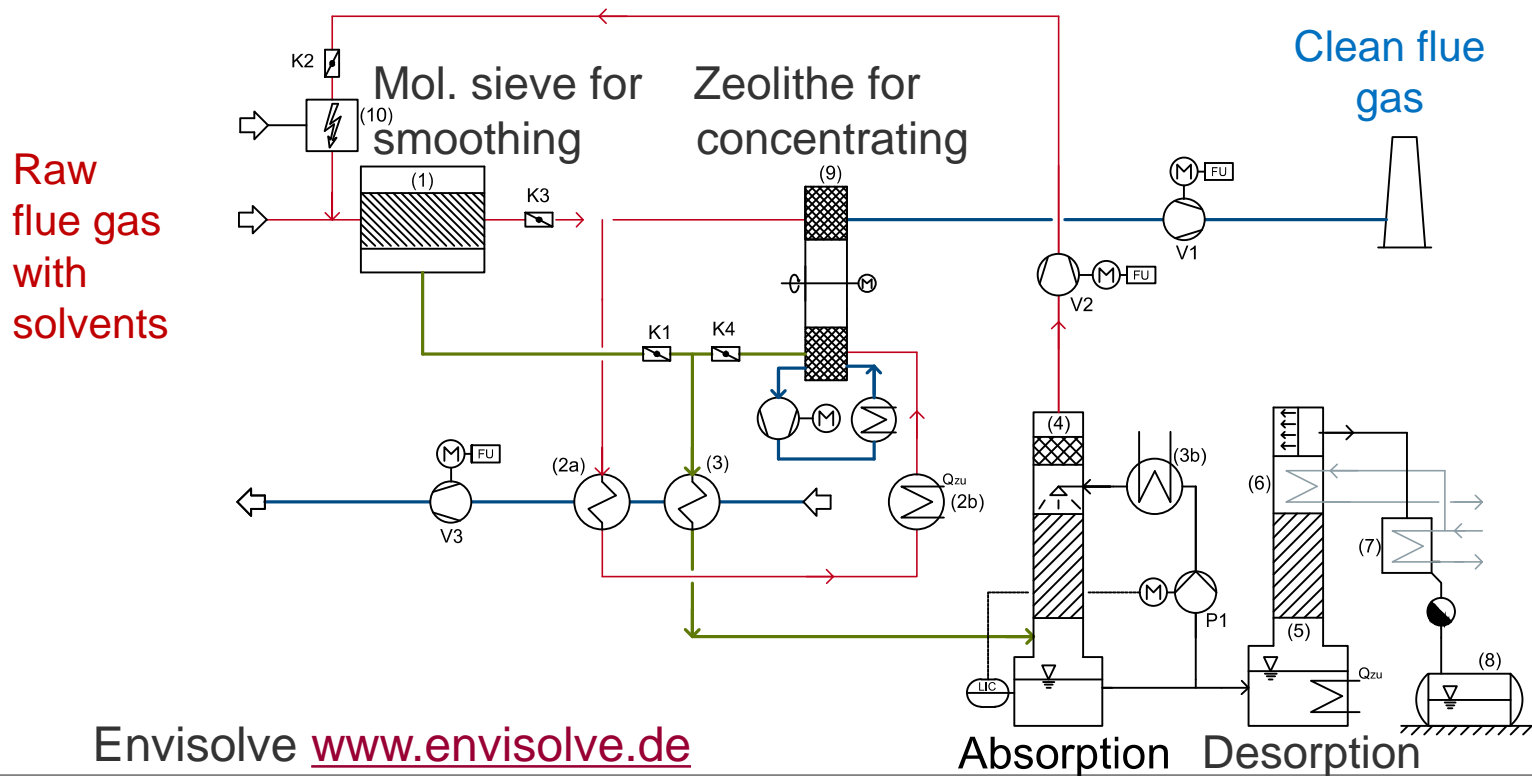 K2
Mol. sieve for
smoothing
Zeolithe for
concentrating
Clean flue
gas
(10)
Raw
flue gas
with
solvents
(1)
K3
(9)
M
FU
V1
M
M
FU
V2
K1
K4
M
M
FU
(2a)
(3)
V3
Qzu
(2b)
(4)
(3b)
(6)
(7)
M
P1
(5)
LIC
Qzu
(8)
Envisolve www.envisolve.de
Absorption
Desorption